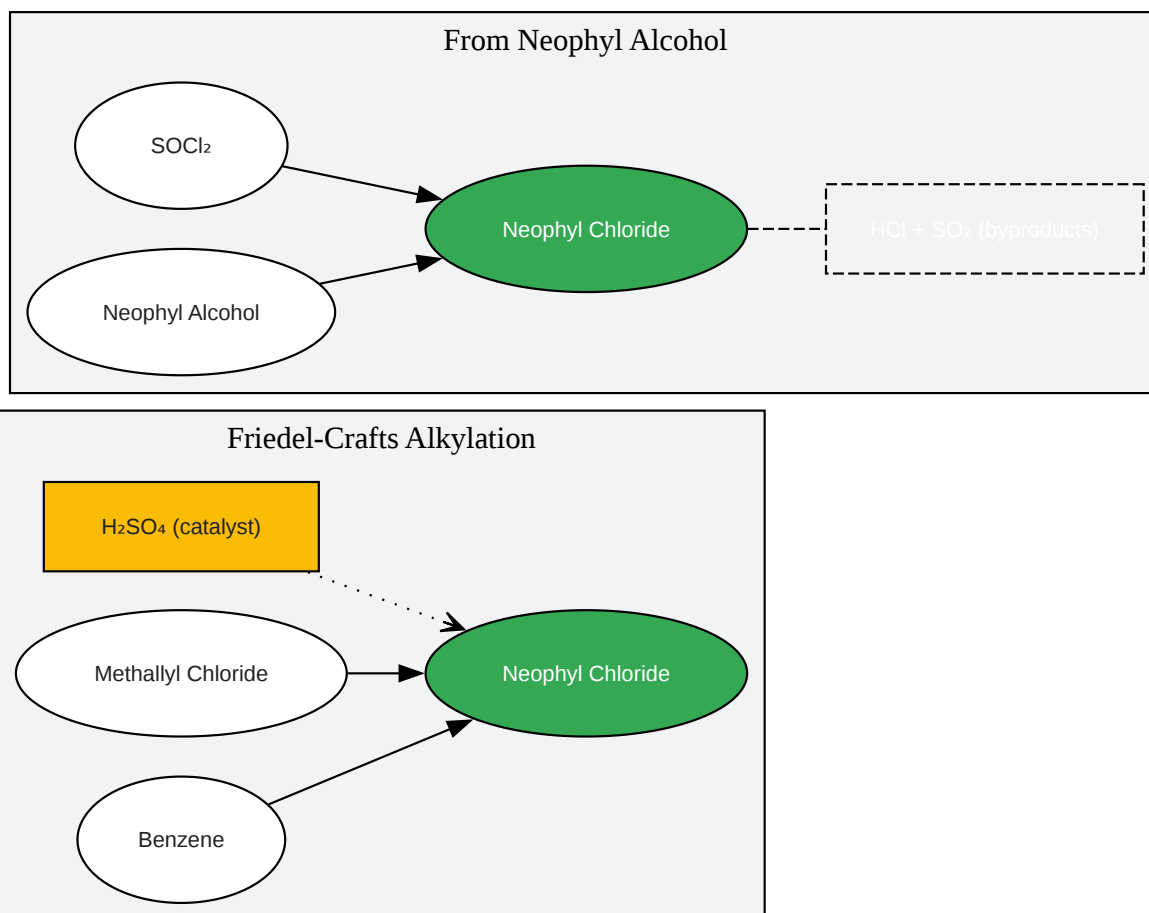 From Neophyl Alcohol
SOCl₂
Neophyl Chloride
HCl + SO₂ (byproducts)
Neophyl Alcohol
Friedel-Crafts Alkylation
H₂SO₄ (catalyst)
Methallyl Chloride
Neophyl Chloride
Benzene